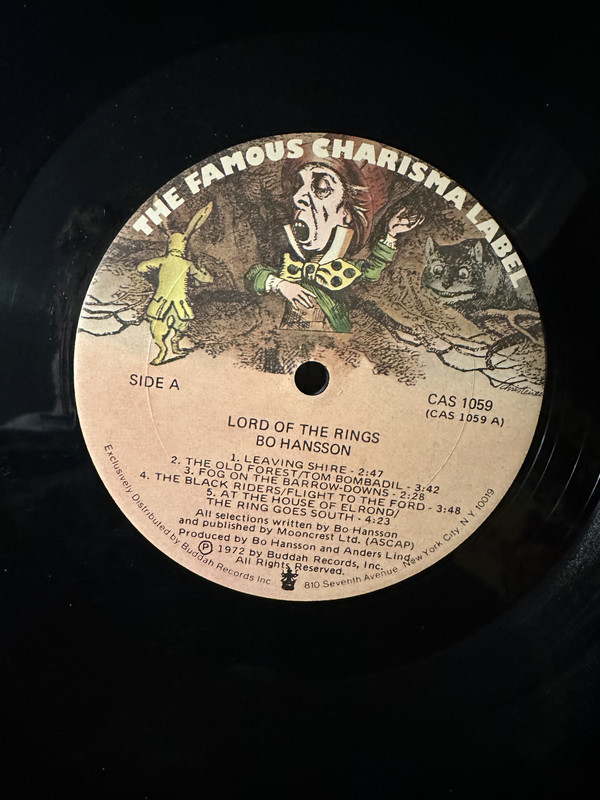 THE FAMOUS CHARISMA LABEL
SIDE A
CAS 1059
(CAS 1059 A)
LORD OF THE RINGS
BO HANSSON
1. LEAVING SHIRE - 2:47
2. THE OLD FOREST/TOM BOMBADIL - 3:42
3. FOG ON THE BARROW-DOWNS - 2:28
4. THE BLACK RIDERS/FLIGHT TO THE FORD - 3:48
5. AT THE HOUSE OF ELROND/
THE RING GOES SOUTH - 4:23
All selections written by Bo Hansson
and published by Mooncrest Ltd. (ASCAP)
Produced by Bo Hansson and Anders Lind.
Ⓟ 1972 by Buddah Records, Inc.
All Rights Reserved.
Exclusively Distributed by Buddah Records Inc. 810 Seventh Avenue, New York City, N.Y. 10019